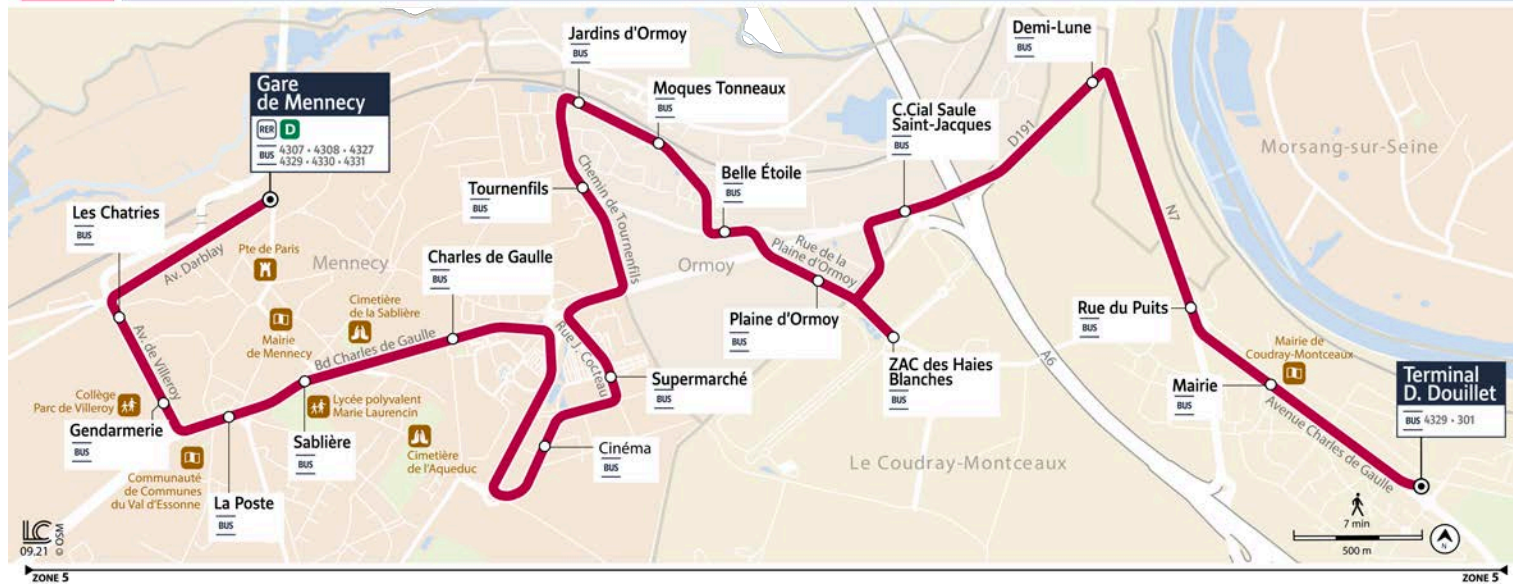 Gare
de Mennecy
RER D
BUS 4307 • 4308 • 4327
4329 • 4330 • 4331
Les Chatries
BUS
Av. Darblay
Pte de Paris
Mennecy
Mairie
de Mennecy
Cimetière
de la Sablière
Av. de Villeroy
Collège
Parc de Villeroy
Gendarmerie
BUS
Communauté
de Communes
du Val d'Essonne
La Poste
BUS
Sablière
BUS
Lycée polyvalent
Marie Laurencin
Bd Charles de Gaulle
Charles de Gaulle
BUS
Cimetière
de l'Aqueduc
Cinéma
BUS
Supermarché
BUS
Rue J. Cocteau
Chemin de Tournenfils
Tournenfils
BUS
Jardins d'Ormoy
BUS
Moques Tonneaux
BUS
Belle Étoile
BUS
Ormoy
Rue de la
Plaine d'Ormoy
Plaine d'Ormoy
BUS
ZAC des Haies
Blanches
BUS
C.Cial Saule
Saint-Jacques
BUS
D191
A6
Demi-Lune
BUS
N7
Morsang-sur-Seine
Rue du Puits
BUS
Mairie de
Coudray-Montceaux
Mairie
BUS
Avenue Charles de Gaulle
Le Coudray-Montceaux
Terminal
D. Douillet
BUS 4329 • 301
7 min
500 m
N
LC
09.21
© OSM
ZONE 5
ZONE 5